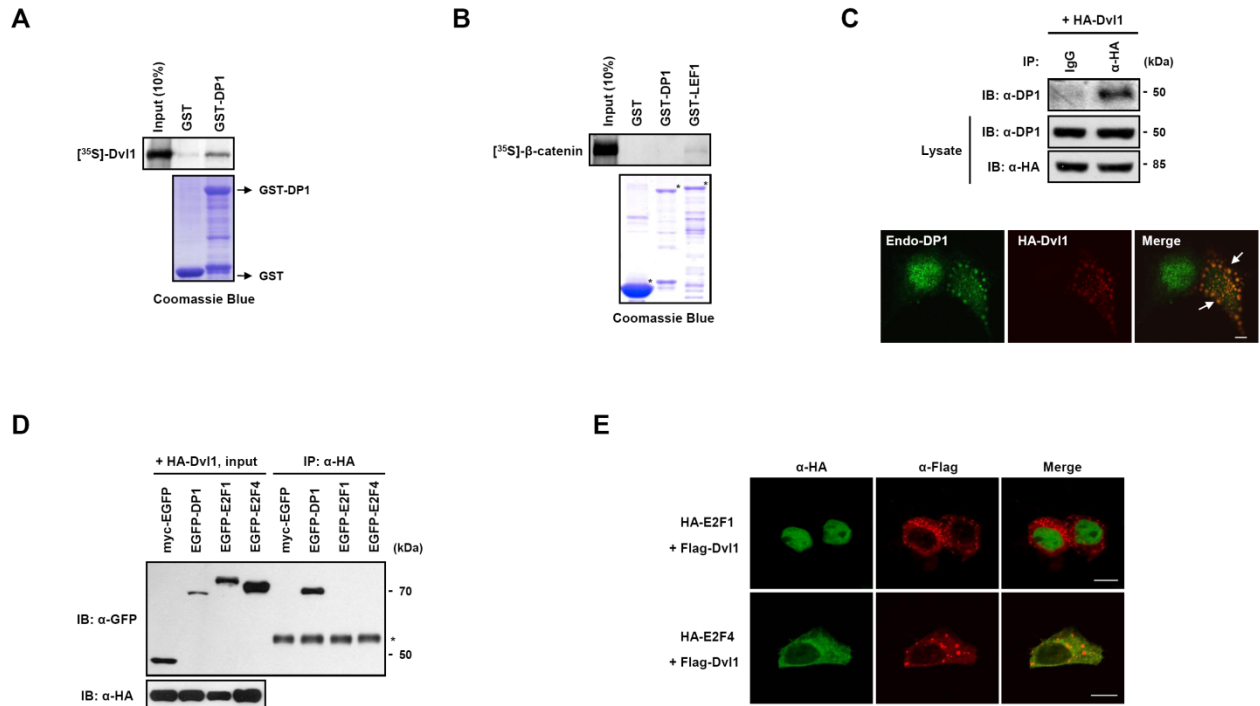 A
Input (10%)
GST
GST-DP1
[³⁵S]-Dvl1
GST-DP1
GST
Coomassie Blue
B
Input (10%)
GST
GST-DP1
GST-LEF1
[³⁵S]-β-catenin
*
*
*
Coomassie Blue
C
+ HA-Dvl1
IP:
IgG
α-HA
(kDa)
IB: α-DP1
- 50
Lysate
IB: α-DP1
- 50
IB: α-HA
- 85
Endo-DP1
HA-Dvl1
Merge
D
+ HA-Dvl1, input
IP: α-HA
myc-EGFP
EGFP-DP1
EGFP-E2F1
EGFP-E2F4
myc-EGFP
EGFP-DP1
EGFP-E2F1
EGFP-E2F4
(kDa)
- 70
IB: α-GFP
*
- 50
IB: α-HA
E
α-HA
α-Flag
Merge
HA-E2F1
+ Flag-Dvl1
HA-E2F4
+ Flag-Dvl1